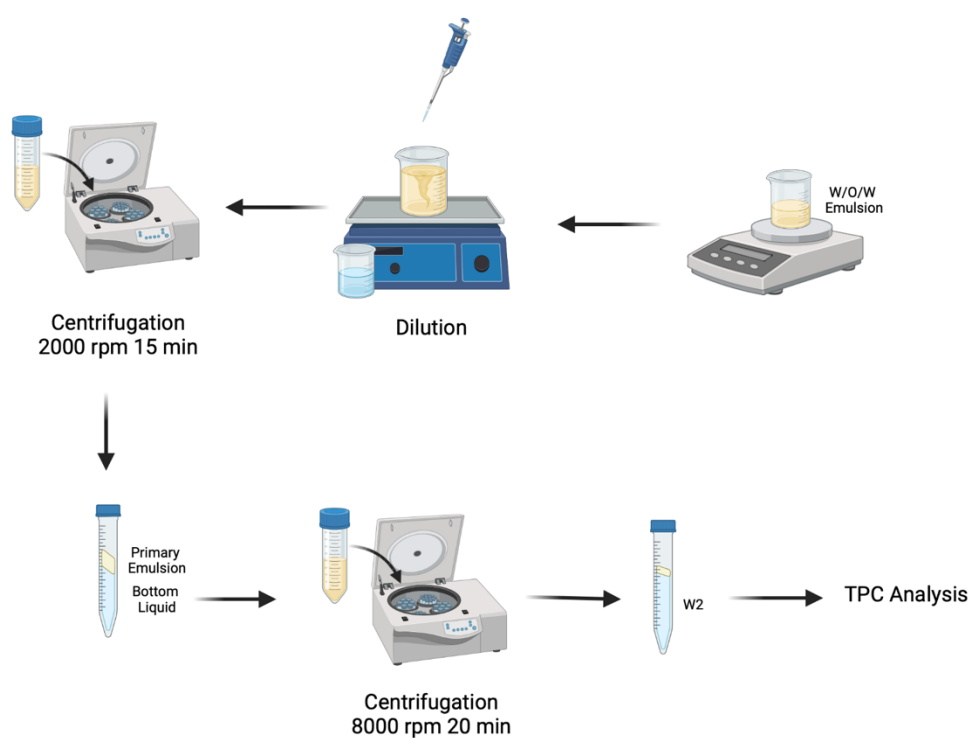 W/O/W
Emulsion
Dilution
Centrifugation
2000 rpm 15 min
Primary
Emulsion
Bottom
Liquid
Centrifugation
8000 rpm 20 min
W2
TPC Analysis